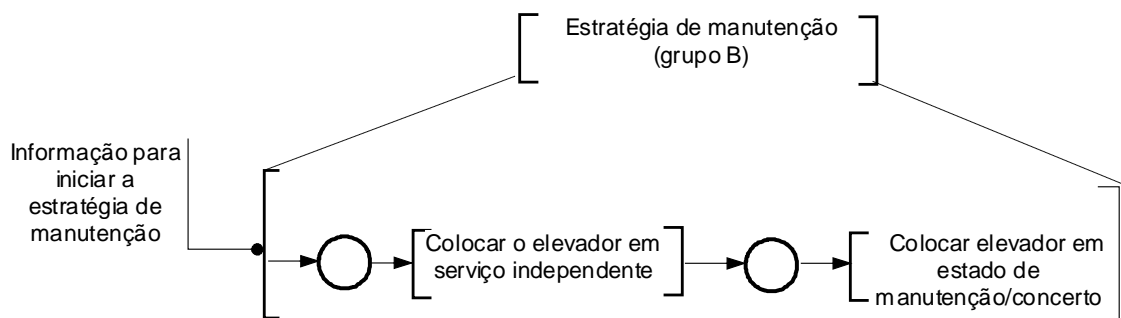 Estratégia de manutenção
(grupo B)
Informação para
iniciar a
estratégia de
manutenção
Colocar o elevador em
serviço independente
Colocar elevador em
estado de
manutenção/concerto